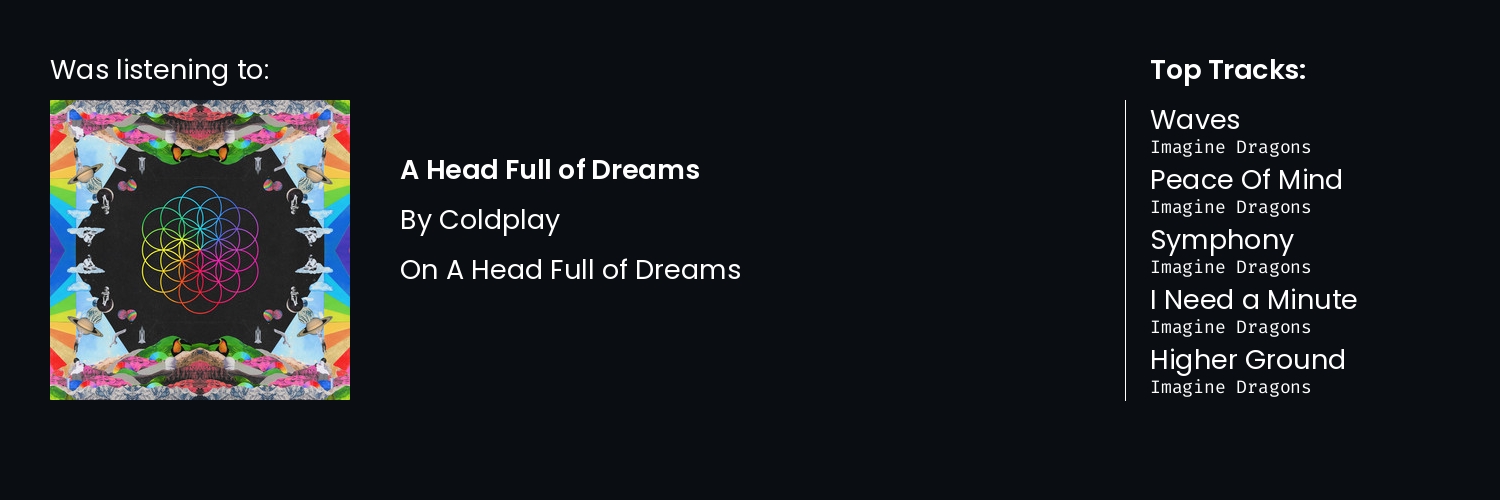 Was listening to:
A Head Full of Dreams
By Coldplay
On A Head Full of Dreams
Top Tracks:
Waves
Imagine Dragons
Peace Of Mind
Imagine Dragons
Symphony
Imagine Dragons
I Need a Minute
Imagine Dragons
Higher Ground
Imagine Dragons